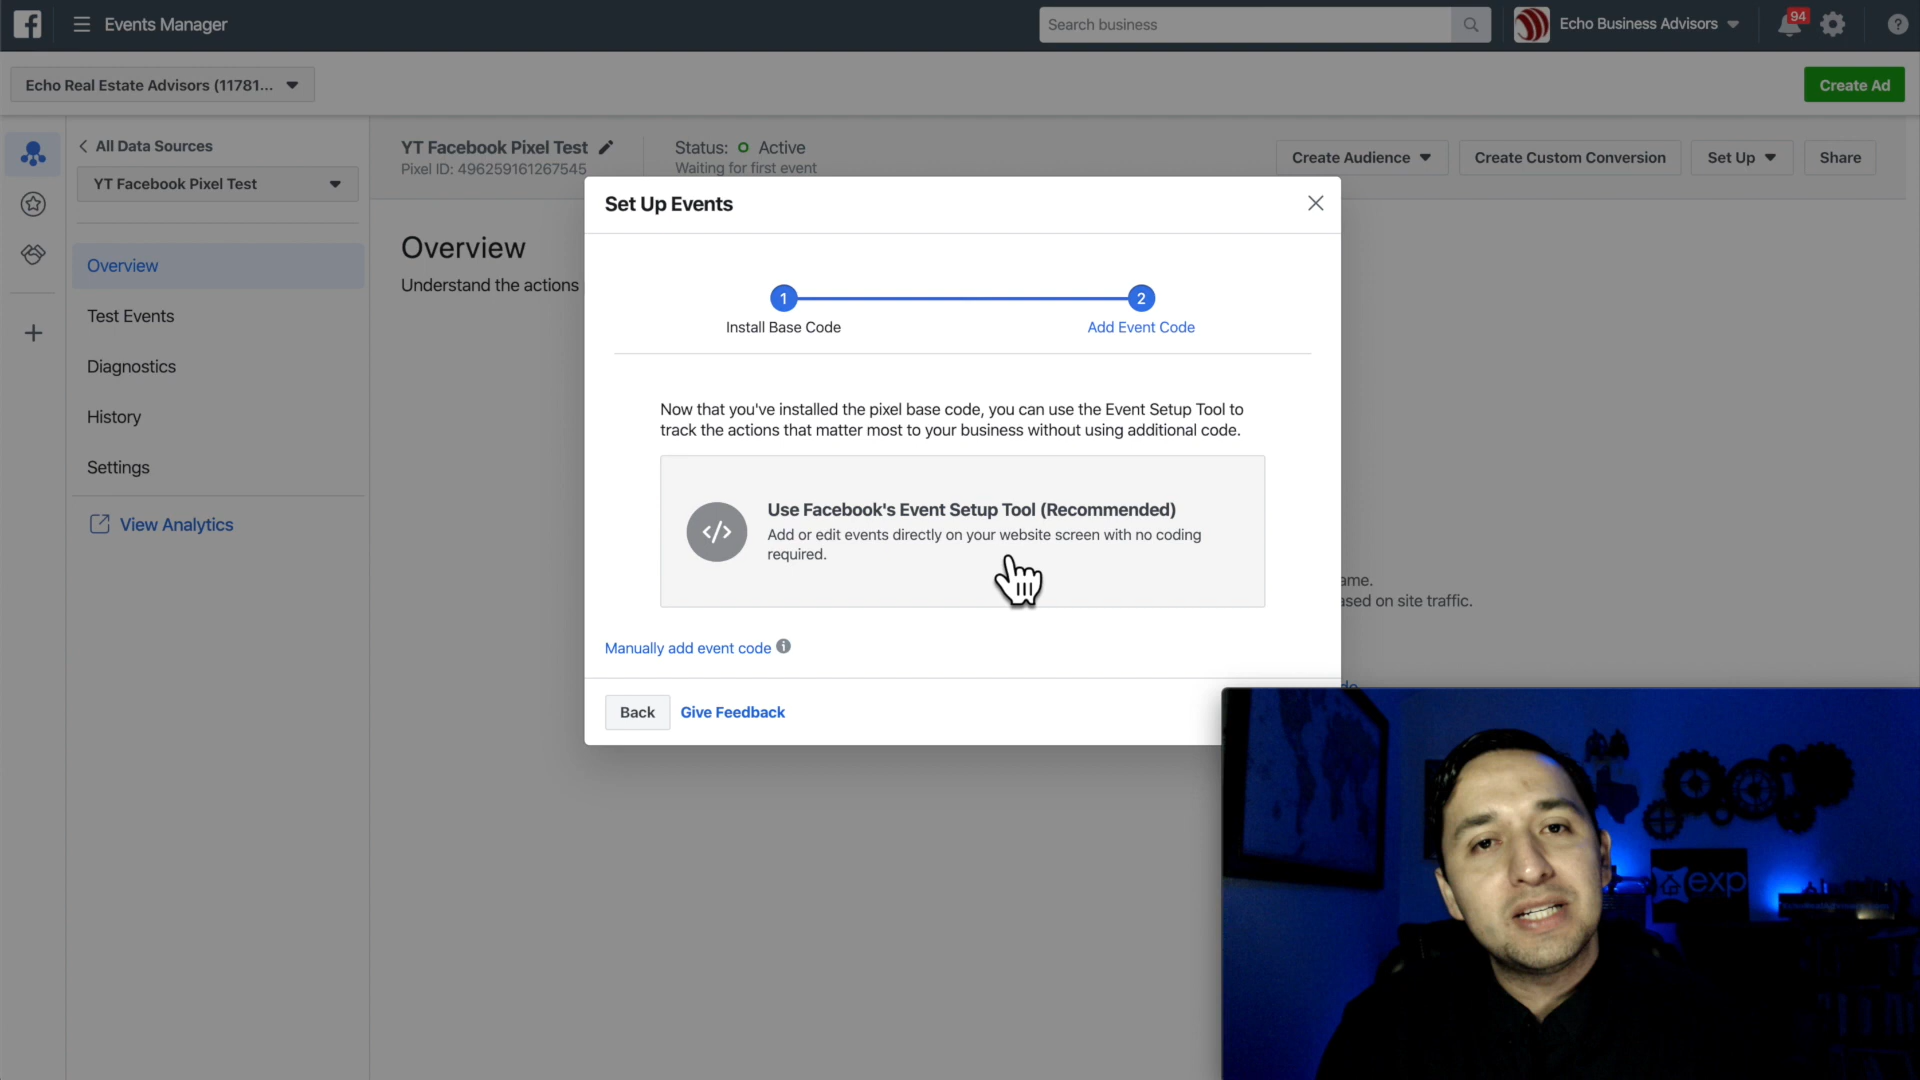 Events Manager
Search business
Echo Business Advisors
94
Echo Real Estate Advisors (11781...
Create Ad
All Data Sources
YT Facebook Pixel Test
YT Facebook Pixel Test
Pixel ID: 496259161267545
Status: Active
Waiting for first event
Create Audience
Create Custom Conversion
Set Up
Share
Overview
Test Events
Diagnostics
History
Settings
View Analytics
Overview
Understand the actions
Set Up Events
1
2
Install Base Code
Add Event Code
Now that you've installed the pixel base code, you can use the Event Setup Tool to
track the actions that matter most to your business without using additional code.
</>
Use Facebook's Event Setup Tool (Recommended)
Add or edit events directly on your website screen with no coding
required.
Manually add event code
Back
Give Feedback
ame.
ased on site traffic.
exp